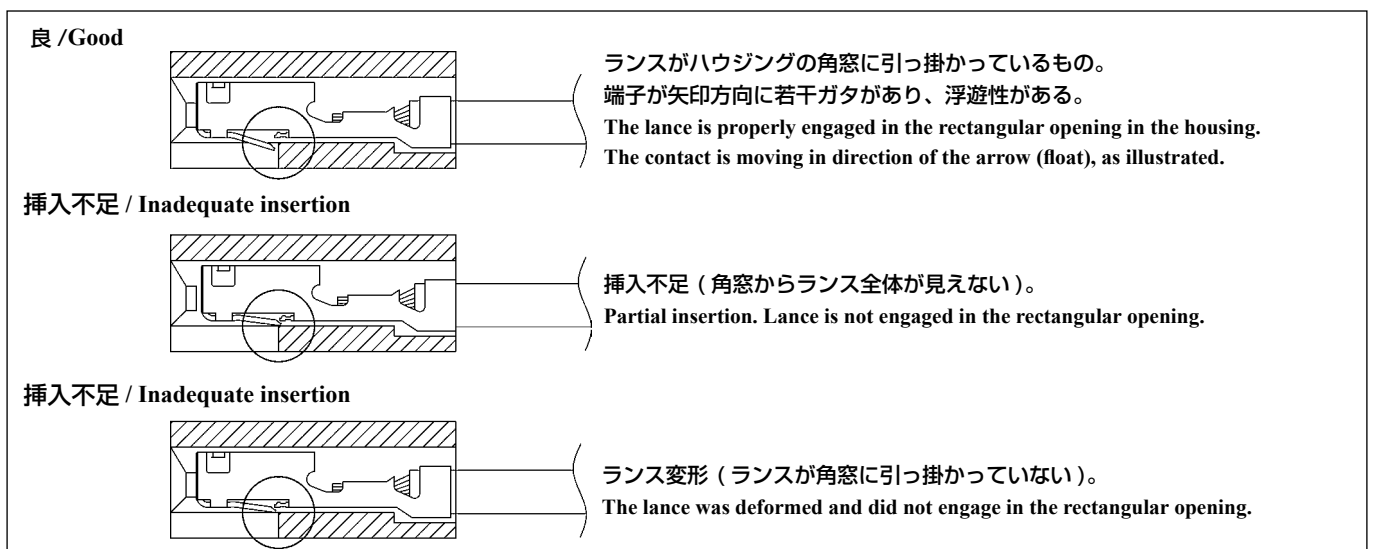 良 /Good
ランスがハウジングの角窓に引っ掛かっているもの。
端子が矢印方向に若干ガタがあり、浮遊性がある。
The lance is properly engaged in the rectangular opening in the housing.
The contact is moving in direction of the arrow (float), as illustrated.
挿入不足 / Inadequate insertion
挿入不足 ( 角窓からランス全体が見えない )。
Partial insertion. Lance is not engaged in the rectangular opening.
挿入不足 / Inadequate insertion
ランス変形 ( ランスが角窓に引っ掛かっていない )。
The lance was deformed and did not engage in the rectangular opening.